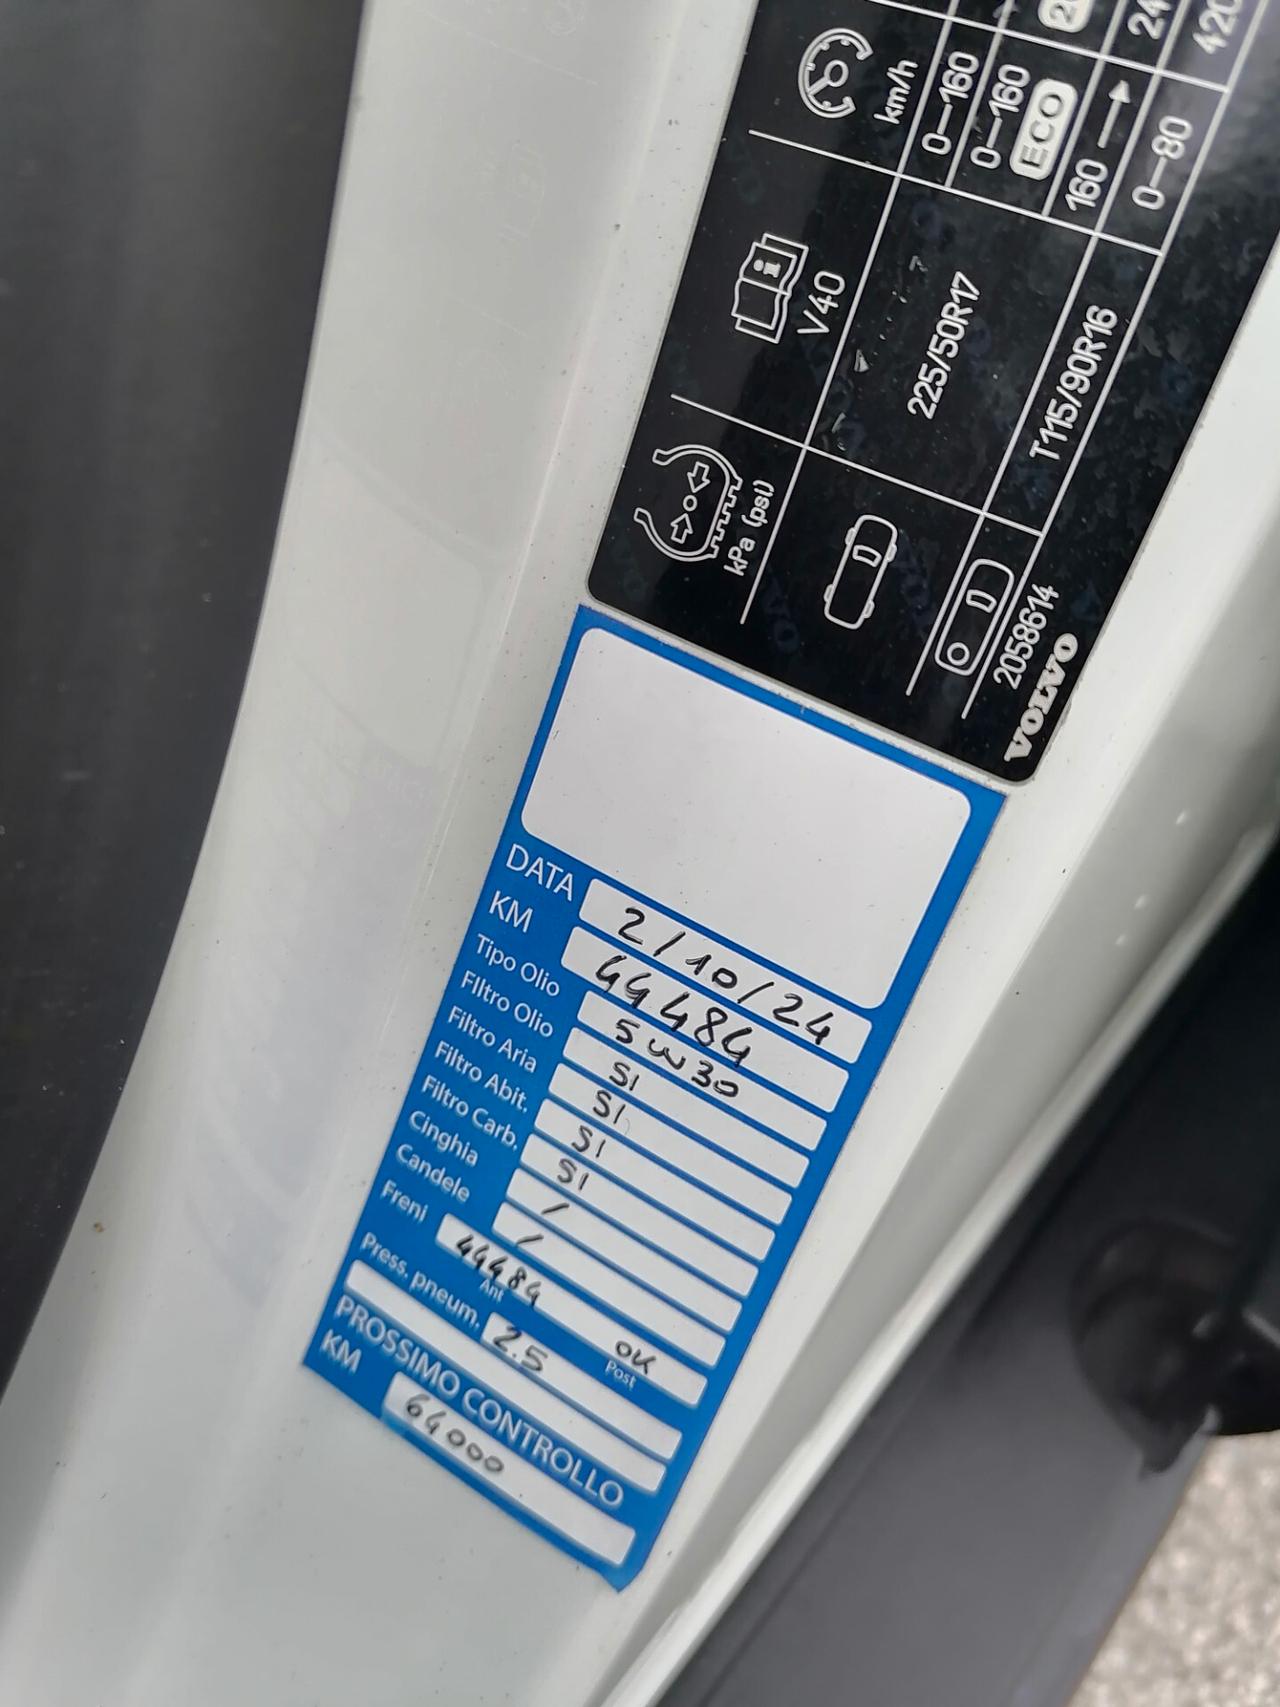 km/h
0–160
0–160
ECO
160
0–80
24
420
V40
225/50R17
T115/90R16
kPa (psi)
2058614
VOLVO
DATA 2/10/24
KM 44484
Tipo Olio 5W30
FIltro Olio SI
Filtro Aria SI
Filtro Abit. SI
Filtro Carb. SI
Cinghia /
Candele /
Freni 44484 OK
Ant Post
Press. pneum. 2.5
PROSSIMO CONTROLLO
KM 64000